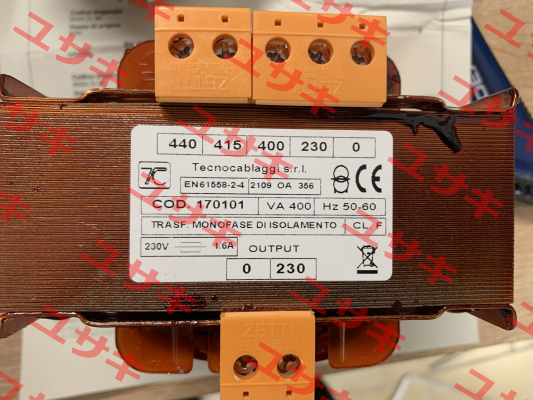 440 415 400 230 0
Tecnocablaggi s.r.l.
EN61558-2-4 2109 OA 356
COD. 170101 VA 400 Hz 50-60
TRASF. MONOFASE DI ISOLAMENTO CL. F
230V 1.6A OUTPUT
0 230
ユサキ